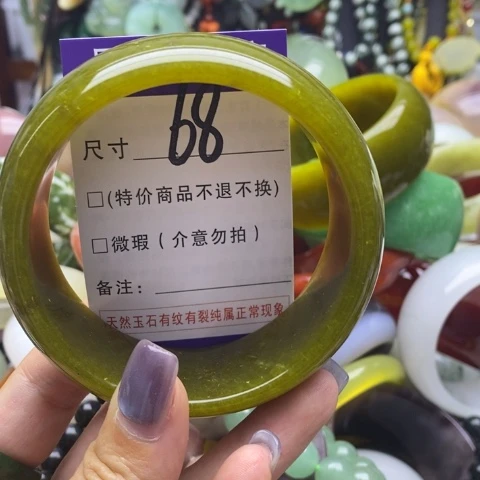 尺寸 68
□(特价商品不退不换)
□微瑕(介意勿拍)
备注:
天然玉石有纹有裂纯属正常现象